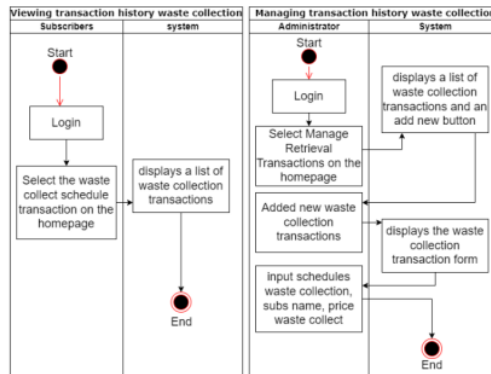 Viewing transaction history waste collection
Subscribers
system
Start
Login
Select the waste
collect schedule
transaction on the
homepage
displays a list of
waste collection
transactions
End
Managing transaction history waste collection
Administrator
System
Start
Login
Select Manage
Retrieval
Transactions on the
homepage
displays a list of
waste collection
transactions and an
add new button
Added new waste
collection
transactions
displays the waste
collection
transaction form
input schedules
waste collection,
subs name, price
waste collect
End